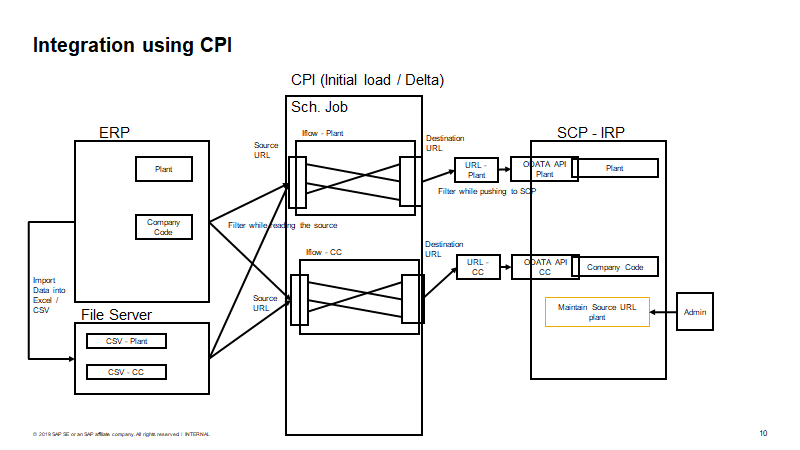 Integration using CPI
CPI (Initial load / Delta)
Sch. Job
ERP
SCP - IRP
Iflow - Plant
Source
URL
Destination
URL
Plant
URL -
Plant
ODATA API
Plant
Plant
Filter while pushing to SCP
Company
Code
Filter while reading the source
Iflow - CC
Destination
URL
URL -
CC
ODATA API
CC
Company Code
Import
Data into
Excel /
CSV
Source
URL
File Server
Maintain Source URL
plant
Admin
CSV - Plant
CSV - CC
© 2019 SAP SE or an SAP affiliate company. All rights reserved / INTERNAL
10